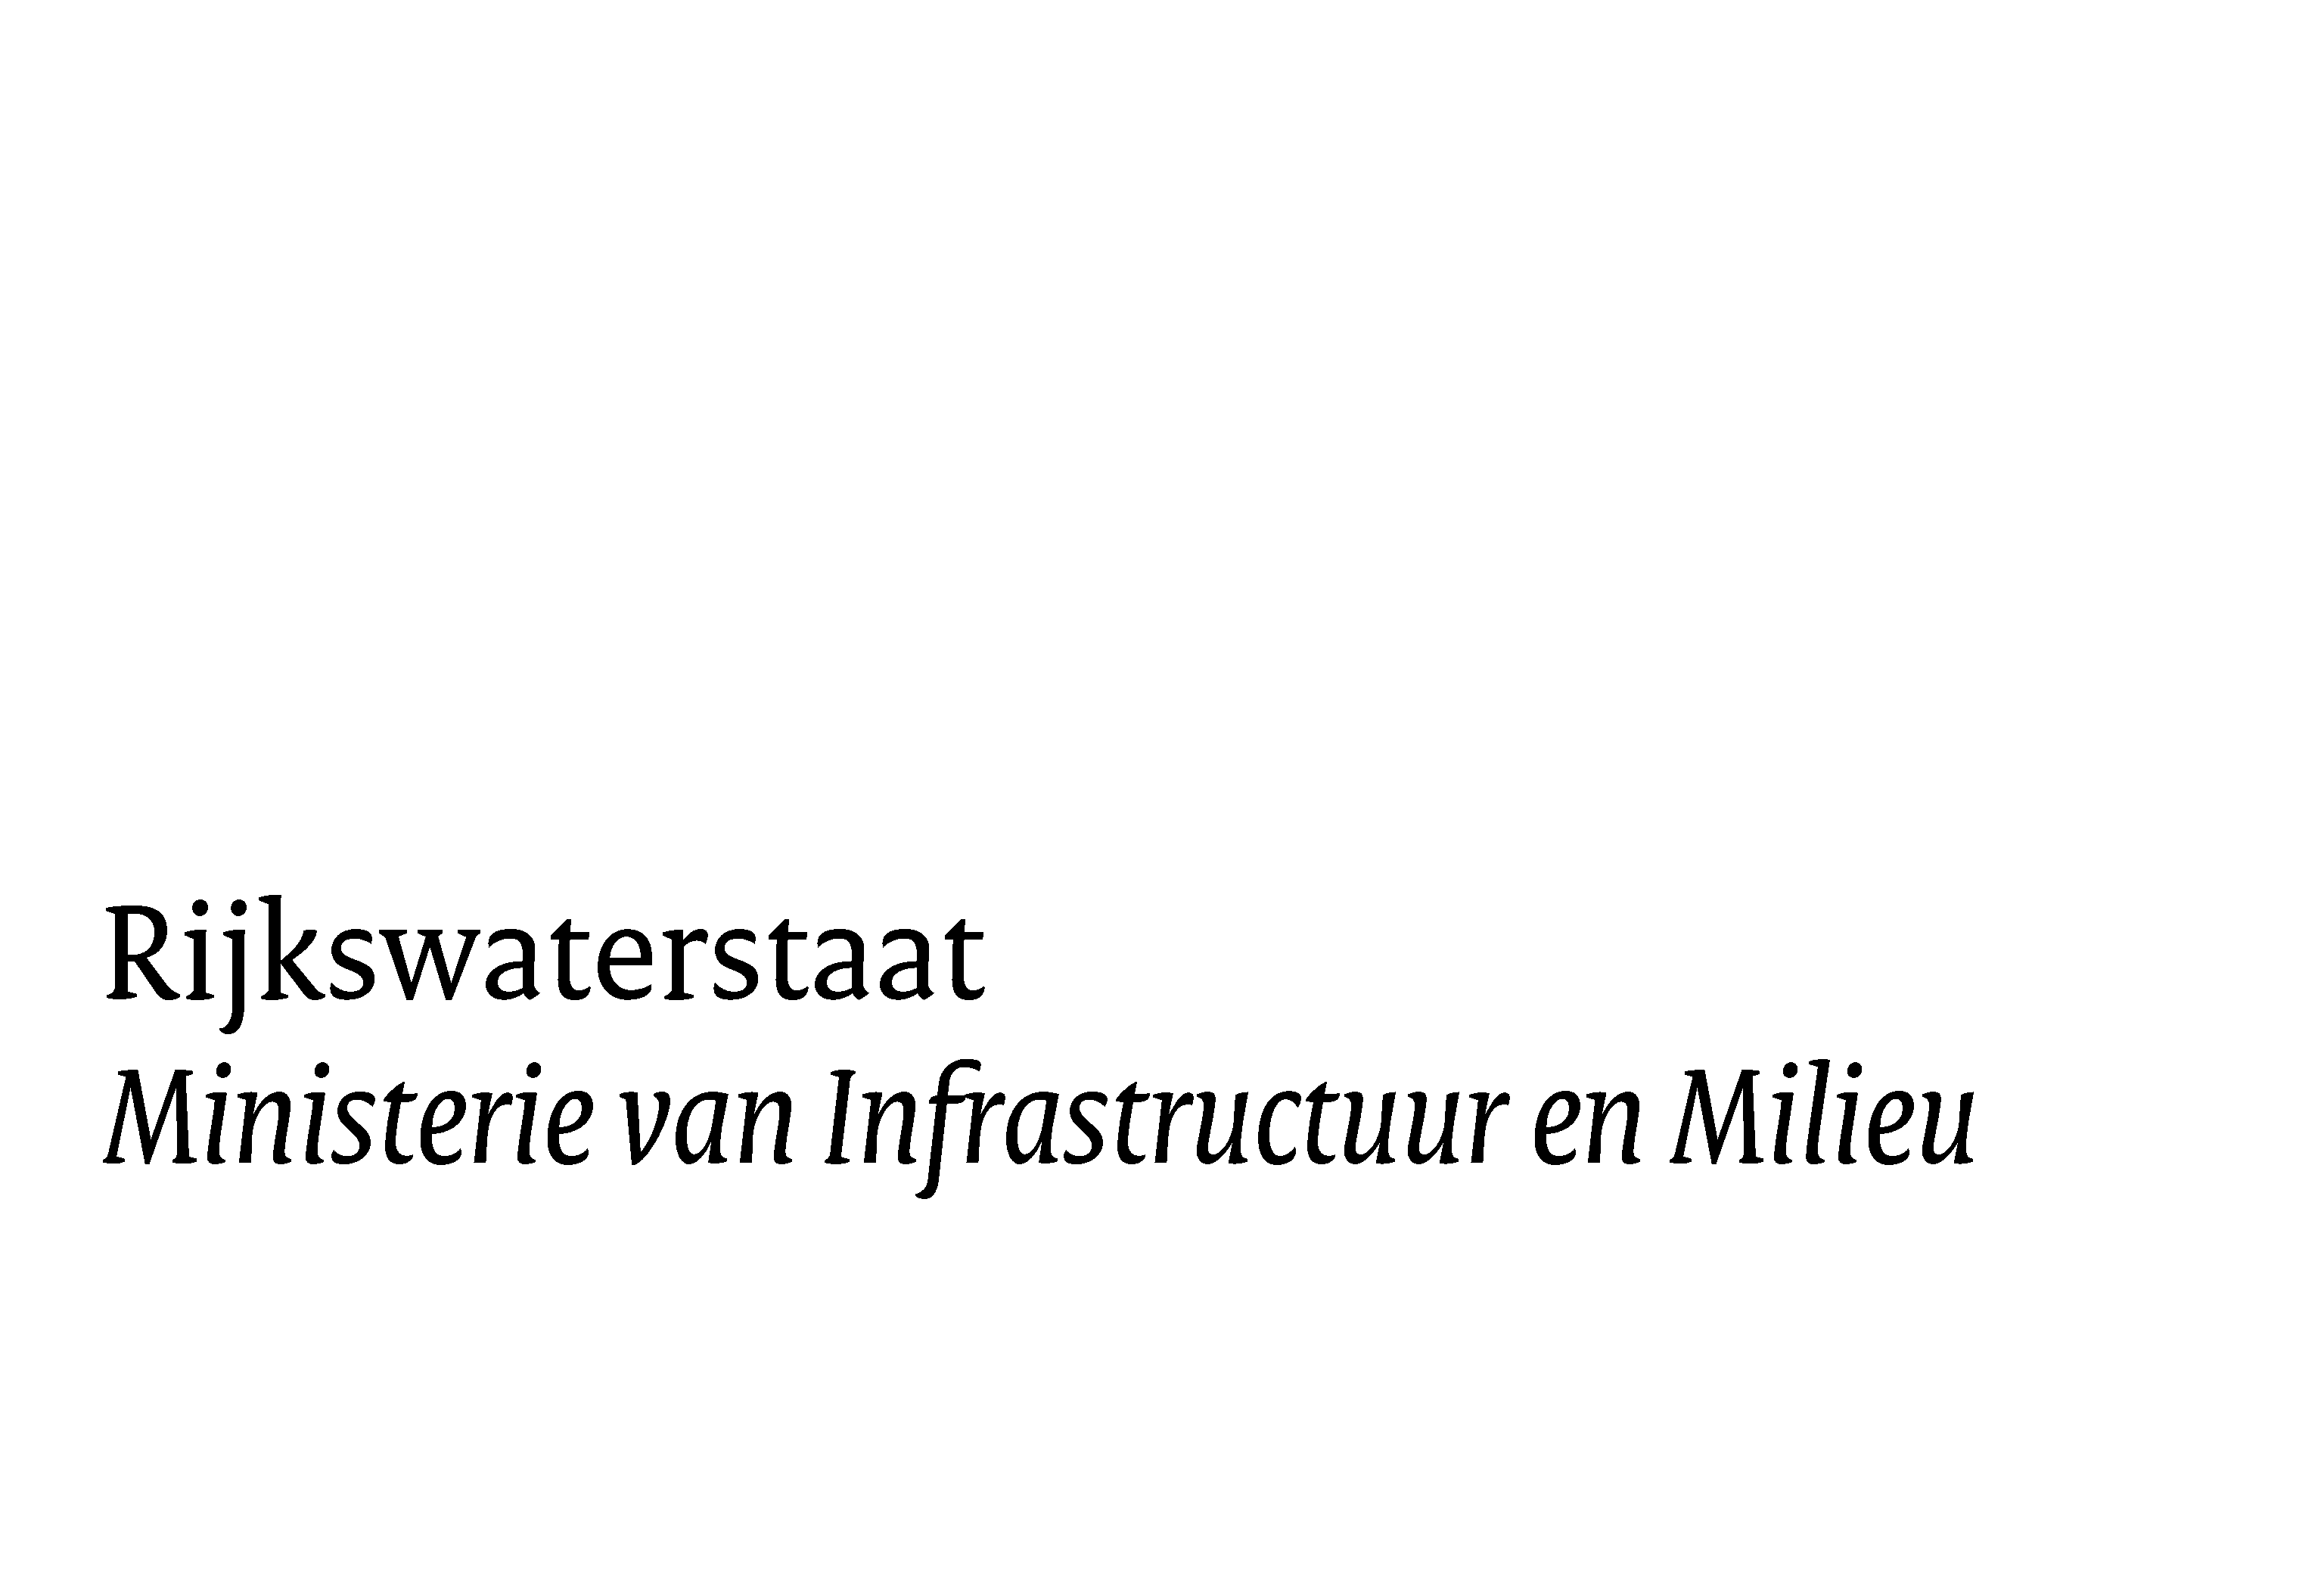 Rijkswaterstaat
Ministerie van Infrastructuur en Milieu